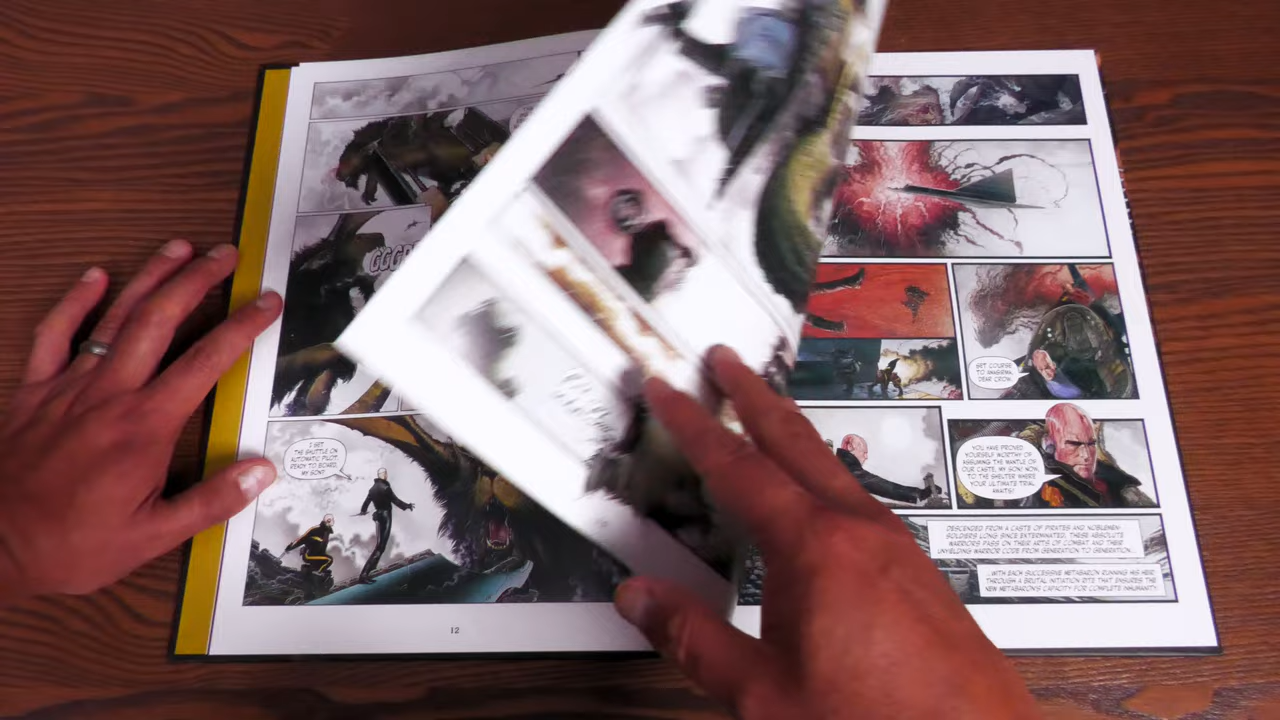 I SET
THE SHUTTLE ON
AUTOMATIC PILOT.
READY TO BOARD,
MY SON?
12
SET COURSE
TO
DEAR CROW.
YOU HAVE PROVED
YOURSELF WORTHY OF
ASSUMING THE MANTLE OF
OUR CASTE, MY SON! NOW,
TO THE SHELTER WHERE
YOUR ULTIMATE TRIAL
AWAITS!
DESCENDED FROM A CASTE OF PIRATES AND NOBLEMEN-
SOLDIERS LONG SINCE EXTERMINATED, THESE ABSOLUTE
WARRIORS PASS ON THEIR ARTS OF COMBAT AND THEIR
UNYIELDING WARRIOR CODE FROM GENERATION TO GENERATION...
...WITH EACH SUCCESSIVE METABARON RUNNING HIS HEIR
THROUGH A BRUTAL INITIATION RITE THAT ENSURES THE
NEW METABARON'S CAPACITY FOR COMPLETE INHUMANITY.